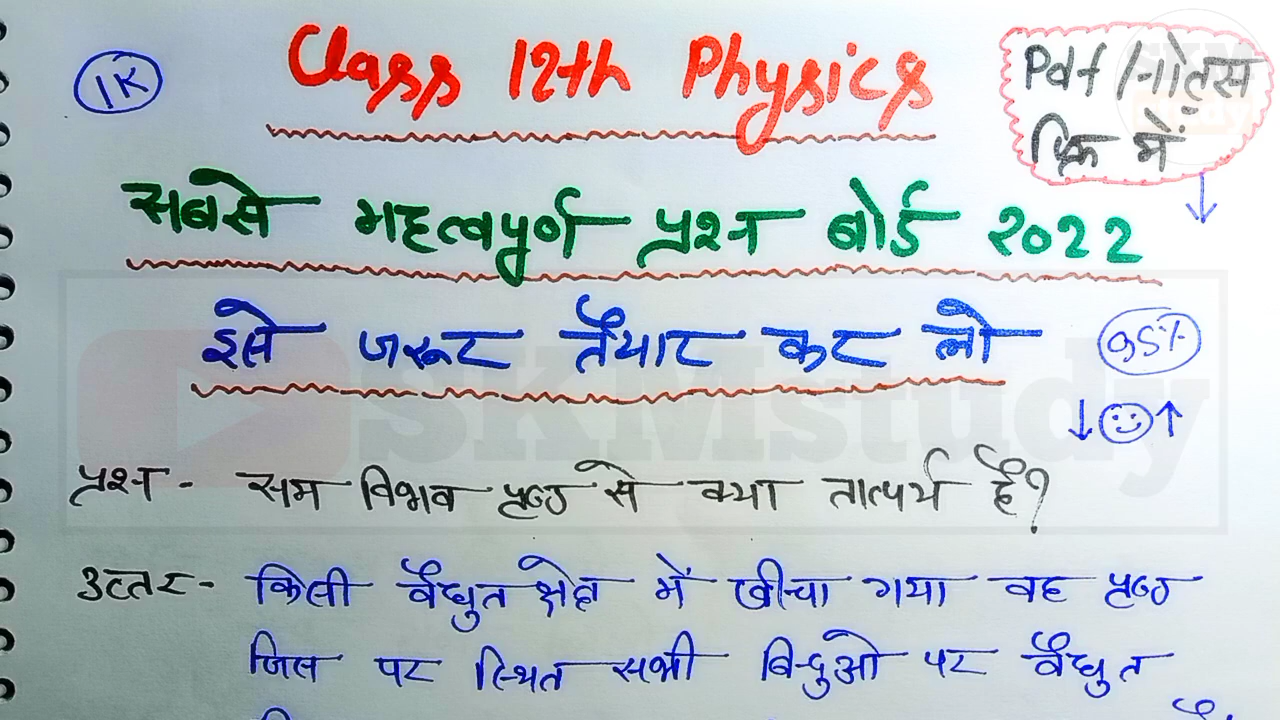 1K
Class 12th Physics
Pdf / नोट्स
लिंक में
सबसे महत्वपूर्ण प्रश्न बोर्ड 2022
इसे जरूर तैयार कर लो
95%
SKMstudy
प्रश्न - सम विभव पृष्ठ से क्या तात्पर्य है?
उत्तर - किसी वैधुत क्षेत्र में खीचा गया वह पृष्ठ
जिस पर स्थित सभी बिन्दुओ पर वैधुत